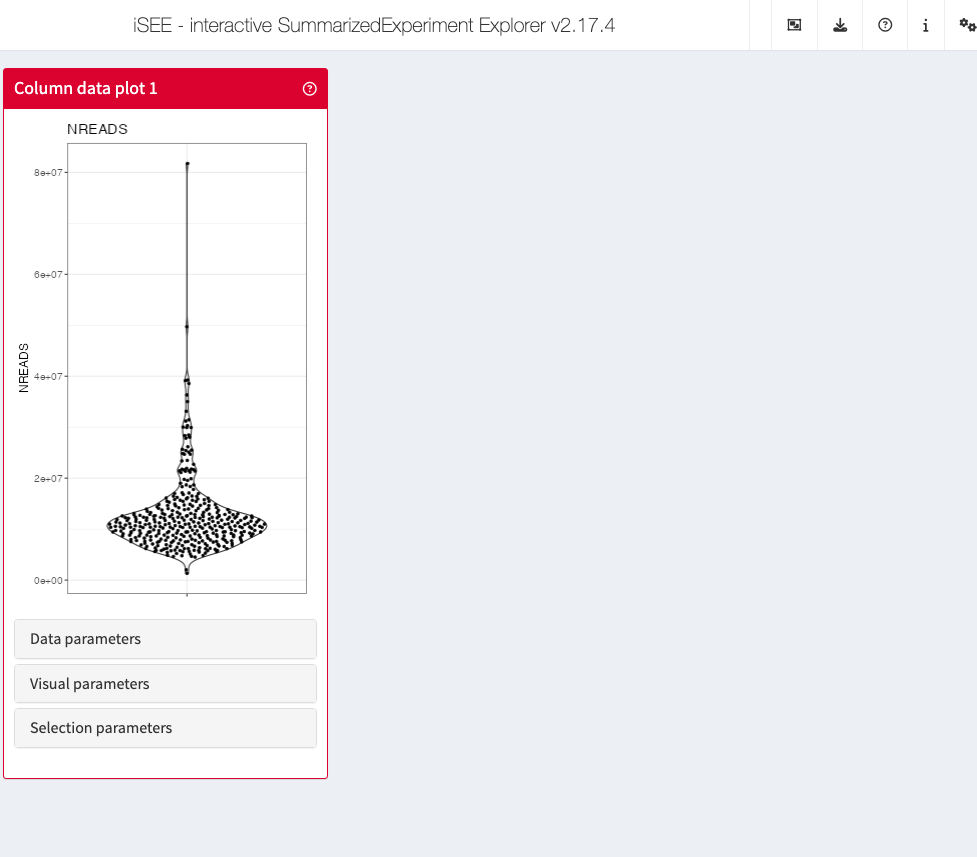 iSEE - interactive SummarizedExperiment Explorer v2.17.4
Column data plot 1
NREADS
8e+07
6e+07
4e+07
2e+07
0e+00
NREADS
Data parameters
Visual parameters
Selection parameters